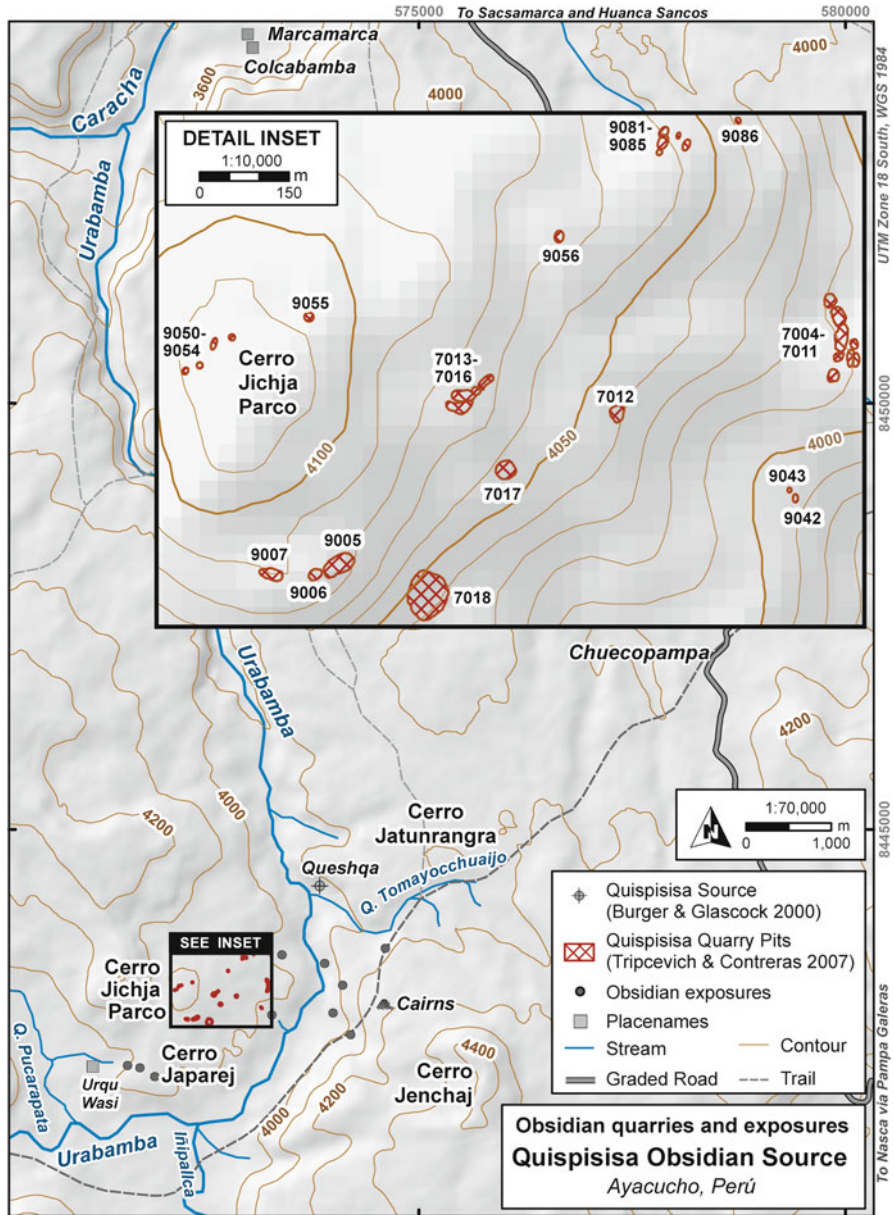 575000
To Sacsamarca and Huanca Sancos
580000
Marcamarca
Colcabamba
3600
4000
4000
Caracha
Urabamba
UTM Zone 18 South, WGS 1984
DETAIL INSET
1:10,000
0 150
m
9081-
9085
9086
9056
9055
9050-
9054
Cerro
Jichja
Parco
7013-
7016
7004-
7011
7012
8450000
4100
4050
4000
7017
9043
9042
9007
9005
9006
7018
Urabamba
Chuecopampa
4200
4200
4000
Cerro
Jatunrangra
1:70,000
N
0 1,000
m
8445000
Queshqa
Q. Tomayocchuaijo
SEE INSET
Cerro
Jichja
Parco
Cairns
Q. Pucarapata
Urqu
Wasi
Cerro
Japarej
4000
4200
4400
Cerro
Jenchaj
Urabamba
Iñipallca
Quispisisa Source
(Burger & Glascock 2000)
Quispisisa Quarry Pits
(Tripcevich & Contreras 2007)
Obsidian exposures
Placenames
Stream
Contour
Graded Road
Trail
To Nasca via Pampa Galeras
Obsidian quarries and exposures
Quispisisa Obsidian Source
Ayacucho, Perú